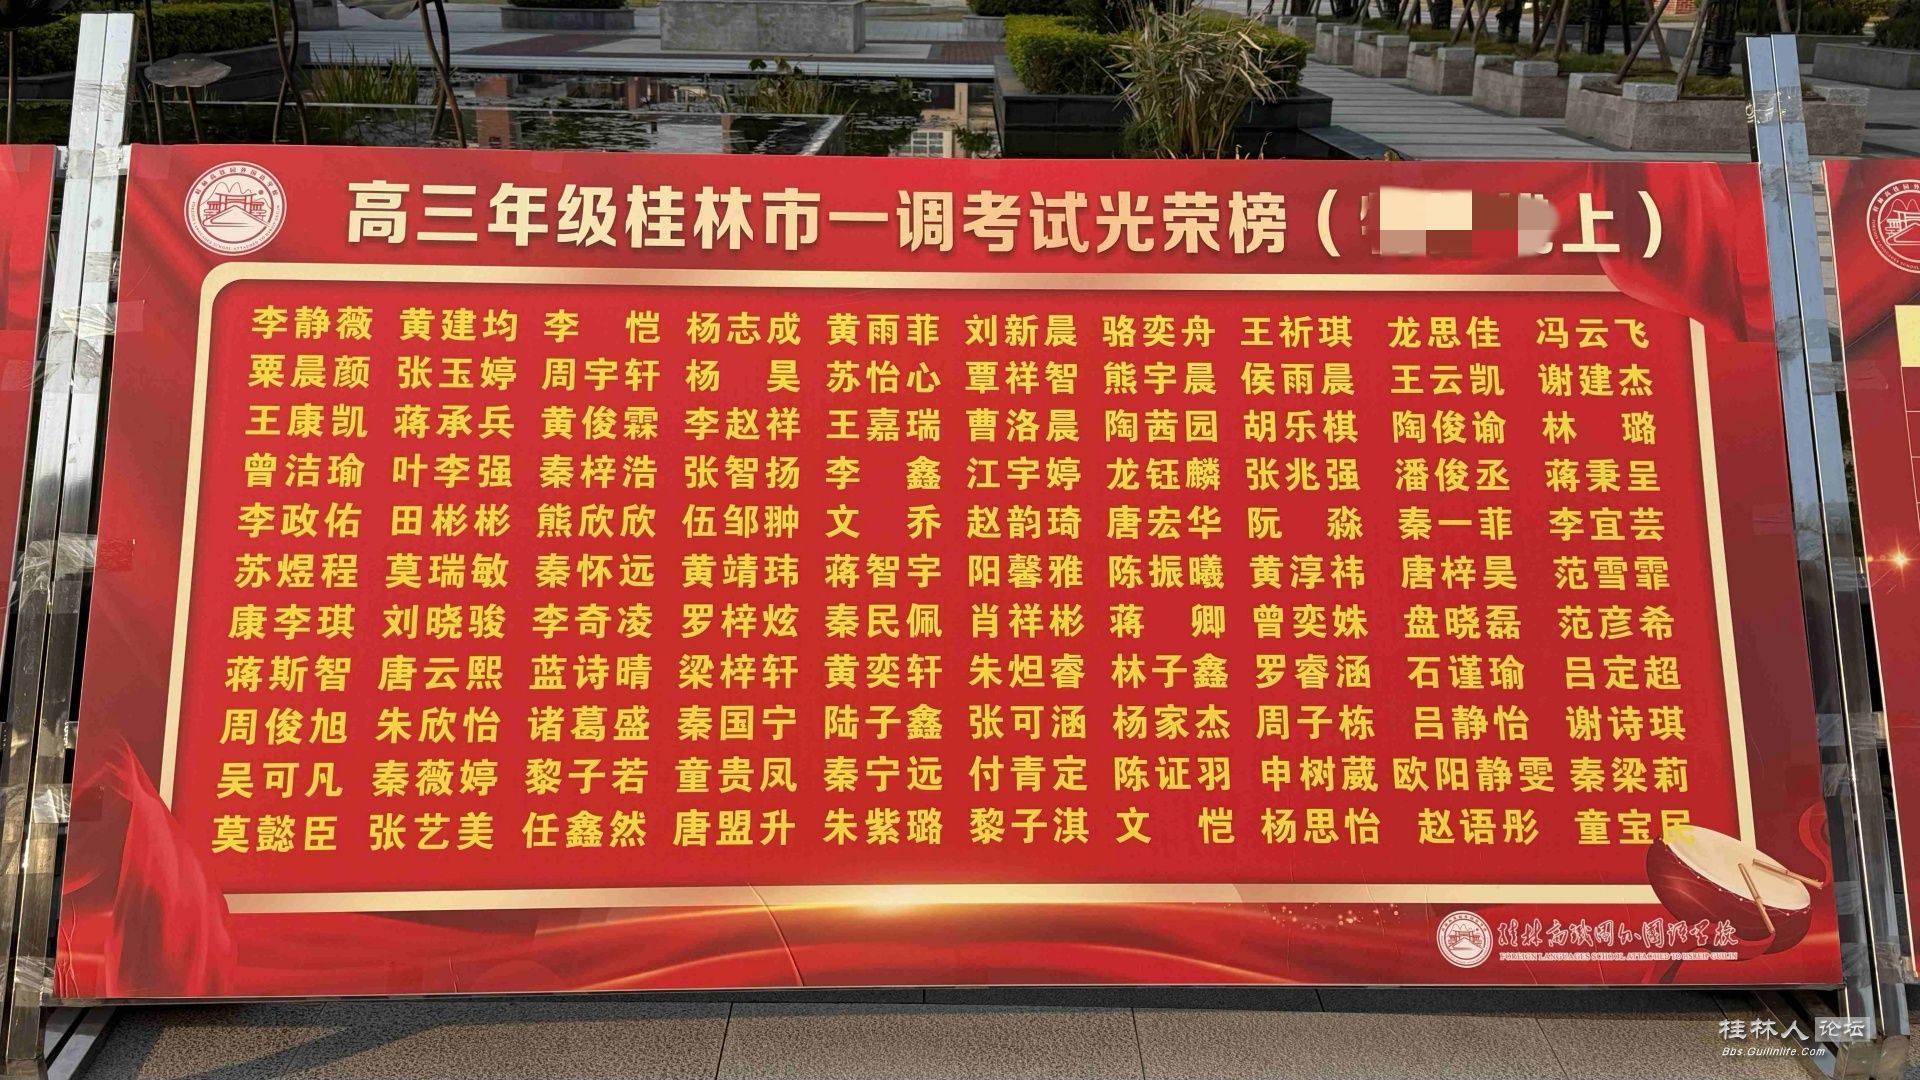 高三年级桂林市一调考试光荣榜（ 上）
李静薇 黄建均 李 恺 杨志成 黄雨菲 刘新晨 骆奕舟 王祈琪 龙思佳 冯云飞
粟晨颜 张玉婷 周宇轩 杨 昊 苏怡心 覃祥智 熊宇晨 侯雨晨 王云凯 谢建杰
王康凯 蒋承兵 黄俊霖 李赵祥 王嘉瑞 曹洛晨 陶茜园 胡乐棋 陶俊谕 林 璐
曾洁瑜 叶李强 秦梓浩 张智扬 李 鑫 江宇婷 龙钰麟 张兆强 潘俊丞 蒋秉呈
李政佑 田彬彬 熊欣欣 伍邹翀 文 乔 赵韵琦 唐宏华 阮 淼 秦一菲 李宜芸
苏煜程 莫瑞敏 秦怀远 黄靖玮 蒋智宇 阳馨雅 陈振曦 黄淳祎 唐梓昊 范雪霏
康李琪 刘晓骏 李奇凌 罗梓炫 秦民佩 肖祥彬 蒋 卿 曾奕姝 盘晓磊 范彦希
蒋斯智 唐云熙 蓝诗晴 梁梓轩 黄奕轩 朱炟睿 林子鑫 罗睿涵 石谨瑜 吕定超
周俊旭 朱欣怡 诸葛盛 秦国宁 陆子鑫 张可涵 杨家杰 周子栋 吕静怡 谢诗琪
吴可凡 秦薇婷 黎子若 童贵凤 秦宁远 付青定 陈证羽 申树葳 欧阳静雯 秦梁莉
莫懿臣 张艺美 任鑫然 唐盟升 朱紫璐 黎子淇 文 恺 杨思怡 赵语彤 童宝民
桂林高铁园外国语学校
FOREIGN LANGUAGES SCHOOL ATTACHED TO HSREIP GUILIN
桂林人论坛
Bbs.Guilinlife.Com